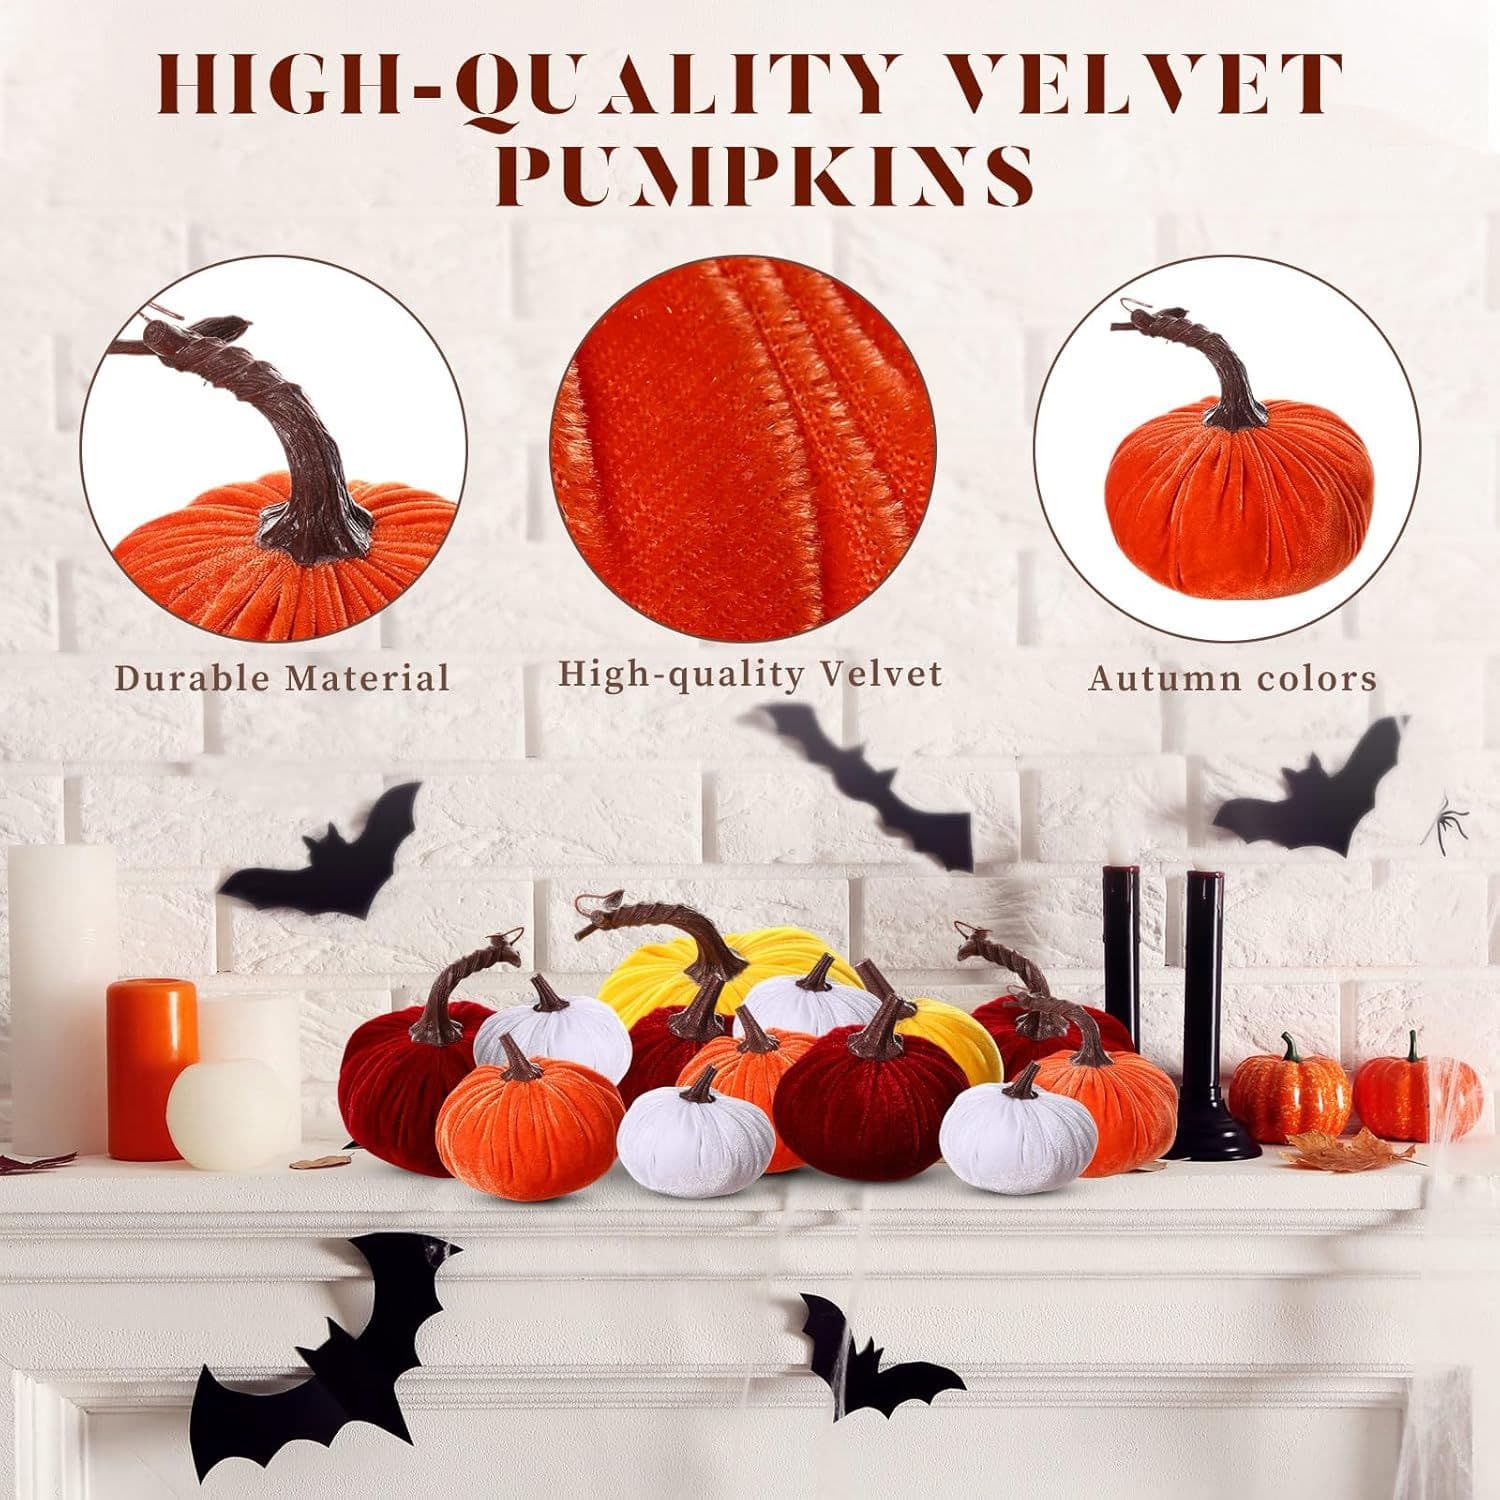 HIGH-QUALITY VELVET
PUMPKINS
Durable Material
High-quality Velvet
Autumn colors